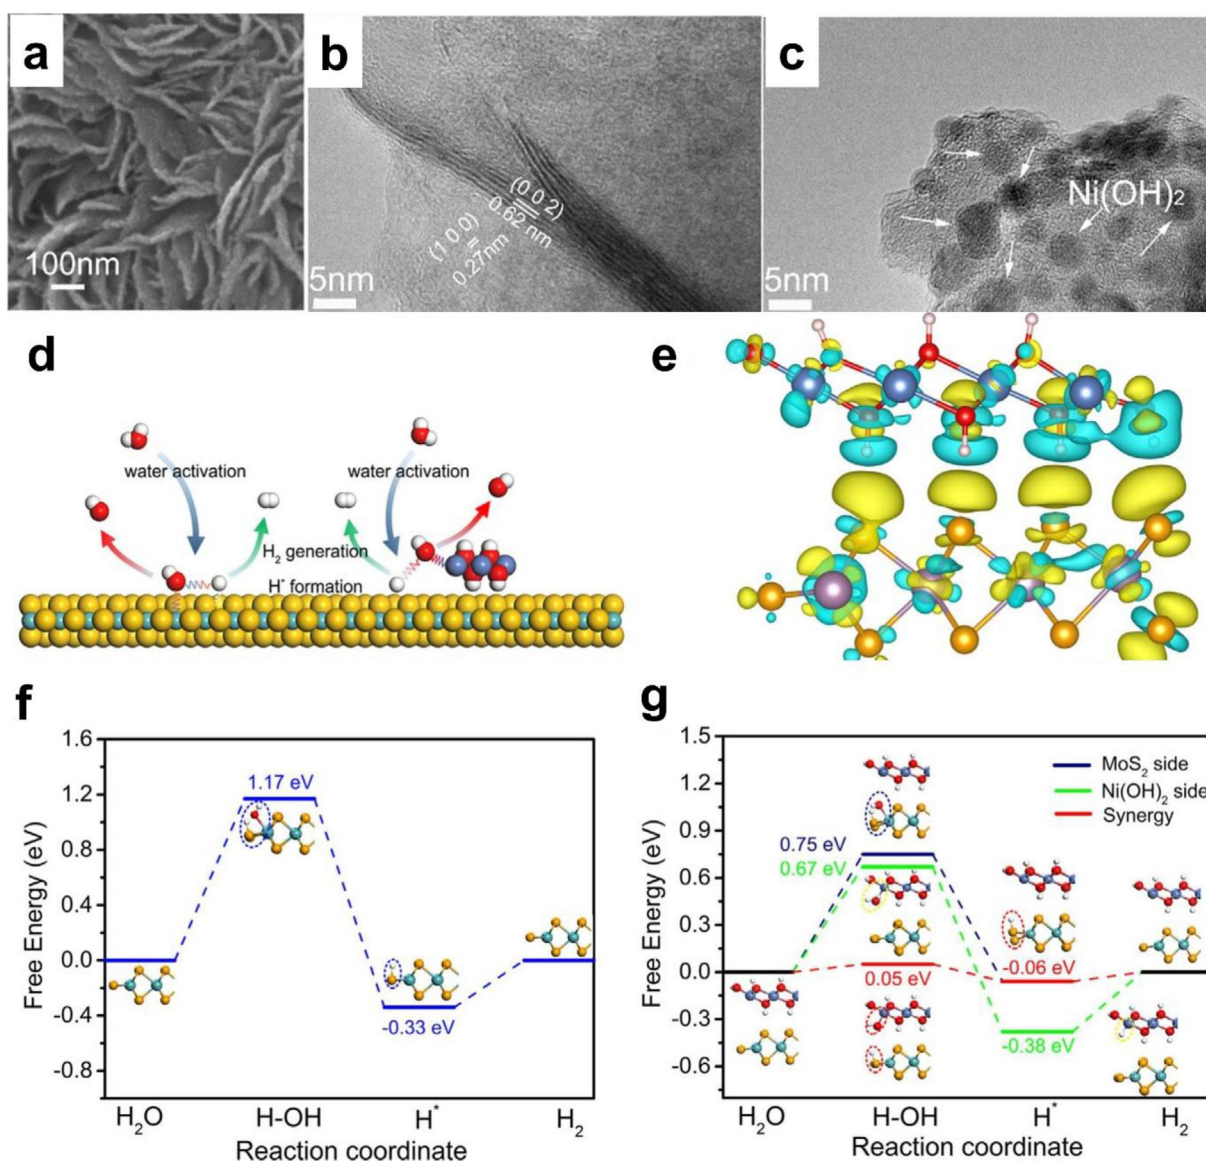 a
100nm
b
(0 0 2)
0.62 nm
(1 0 0)
0.27nm
5nm
c
Ni(OH)₂
5nm
d
water activation
water activation
H₂ generation
H* formation
e
f
1.6
1.2
0.8
0.4
0.0
-0.4
-0.8
Free Energy (eV)
1.17 eV
-0.33 eV
H₂O
H-OH
H*
H₂
Reaction coordinate
g
1.5
1.2
0.9
0.6
0.3
0.0
-0.3
-0.6
Free Energy (eV)
MoS₂ side
Ni(OH)₂ side
Synergy
0.75 eV
0.67 eV
0.05 eV
-0.06 eV
-0.38 eV
H₂O
H-OH
H*
H₂
Reaction coordinate